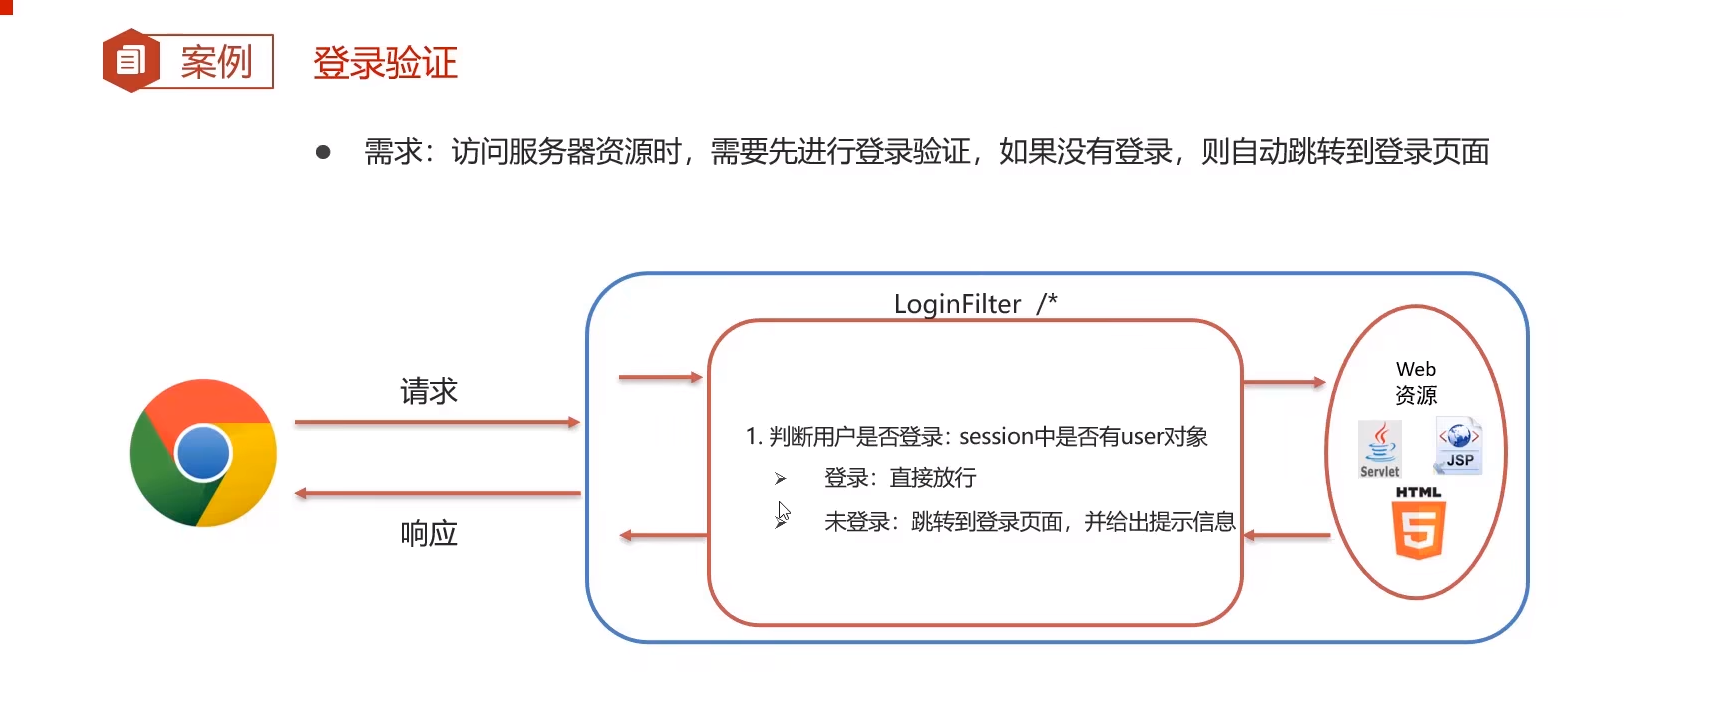 案例
登录验证
● 需求：访问服务器资源时，需要先进行登录验证，如果没有登录，则自动跳转到登录页面
LoginFilter /*
请求
响应
1. 判断用户是否登录：session中是否有user对象
➢ 登录：直接放行
➢ 未登录：跳转到登录页面，并给出提示信息
Web
资源
Servlet
JSP
HTML
5